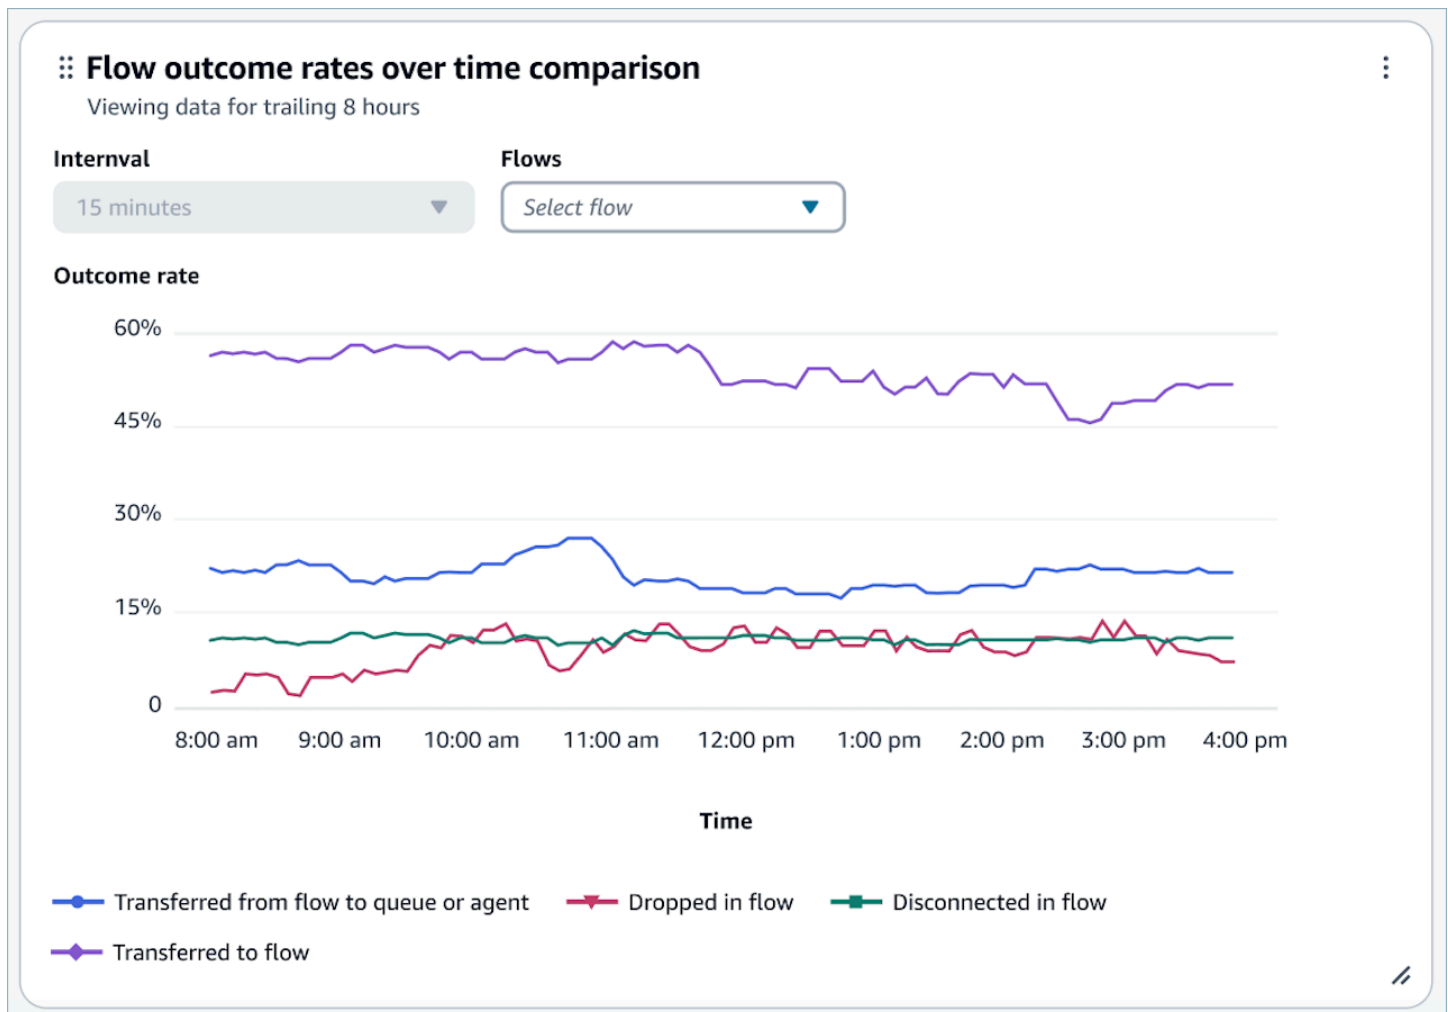 Flow outcome rates over time comparison
Viewing data for trailing 8 hours
Internval Flows
15 minutes Select flow
Outcome rate
60%
45%
30%
15%
0
8:00 am 9:00 am 10:00 am 11:00 am 12:00 pm 1:00 pm 2:00 pm 3:00 pm 4:00 pm
Time
Transferred from flow to queue or agent Dropped in flow Disconnected in flow
Transferred to flow